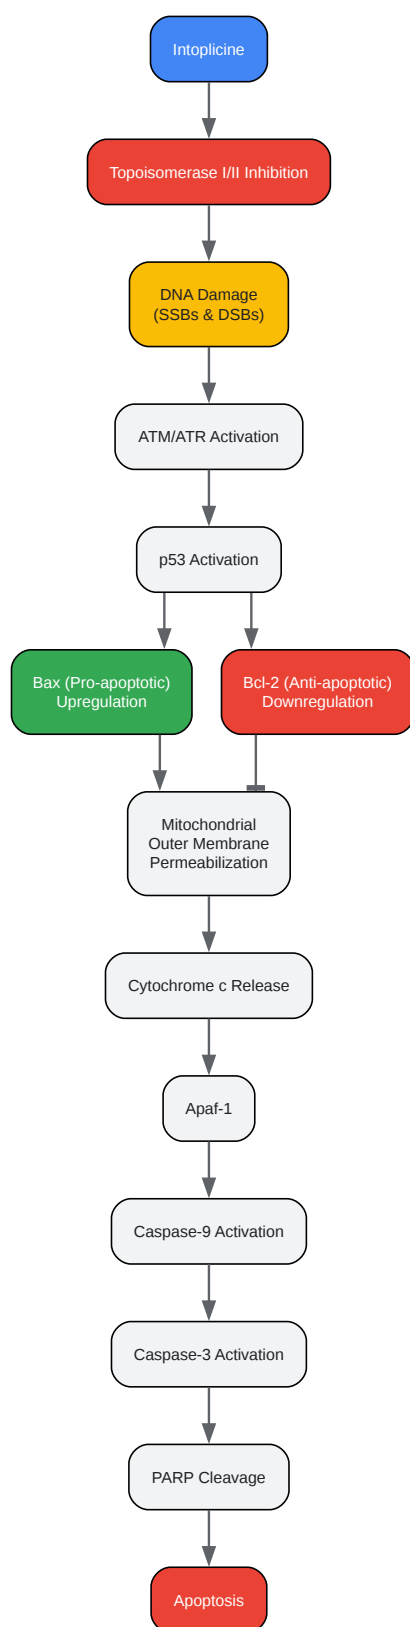 Intoplicine
Topoisomerase I/II Inhibition
DNA Damage
(SSBs & DSBs)
ATM/ATR Activation
p53 Activation
Bax (Pro-apoptotic)
Upregulation
Bcl-2 (Anti-apoptotic)
Downregulation
Mitochondrial
Outer Membrane
Permeabilization
Cytochrome c Release
Apaf-1
Caspase-9 Activation
Caspase-3 Activation
PARP Cleavage
Apoptosis